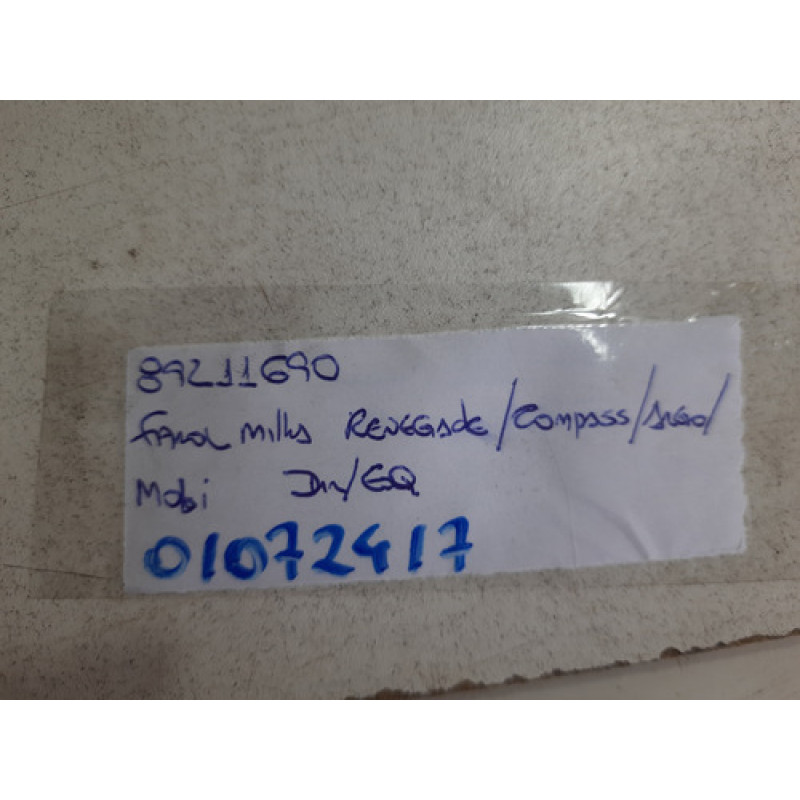 89211690
FAROL Milha RENEGADE/COMPASS/ARGO/
Mobi DIR/ESQ
01072417